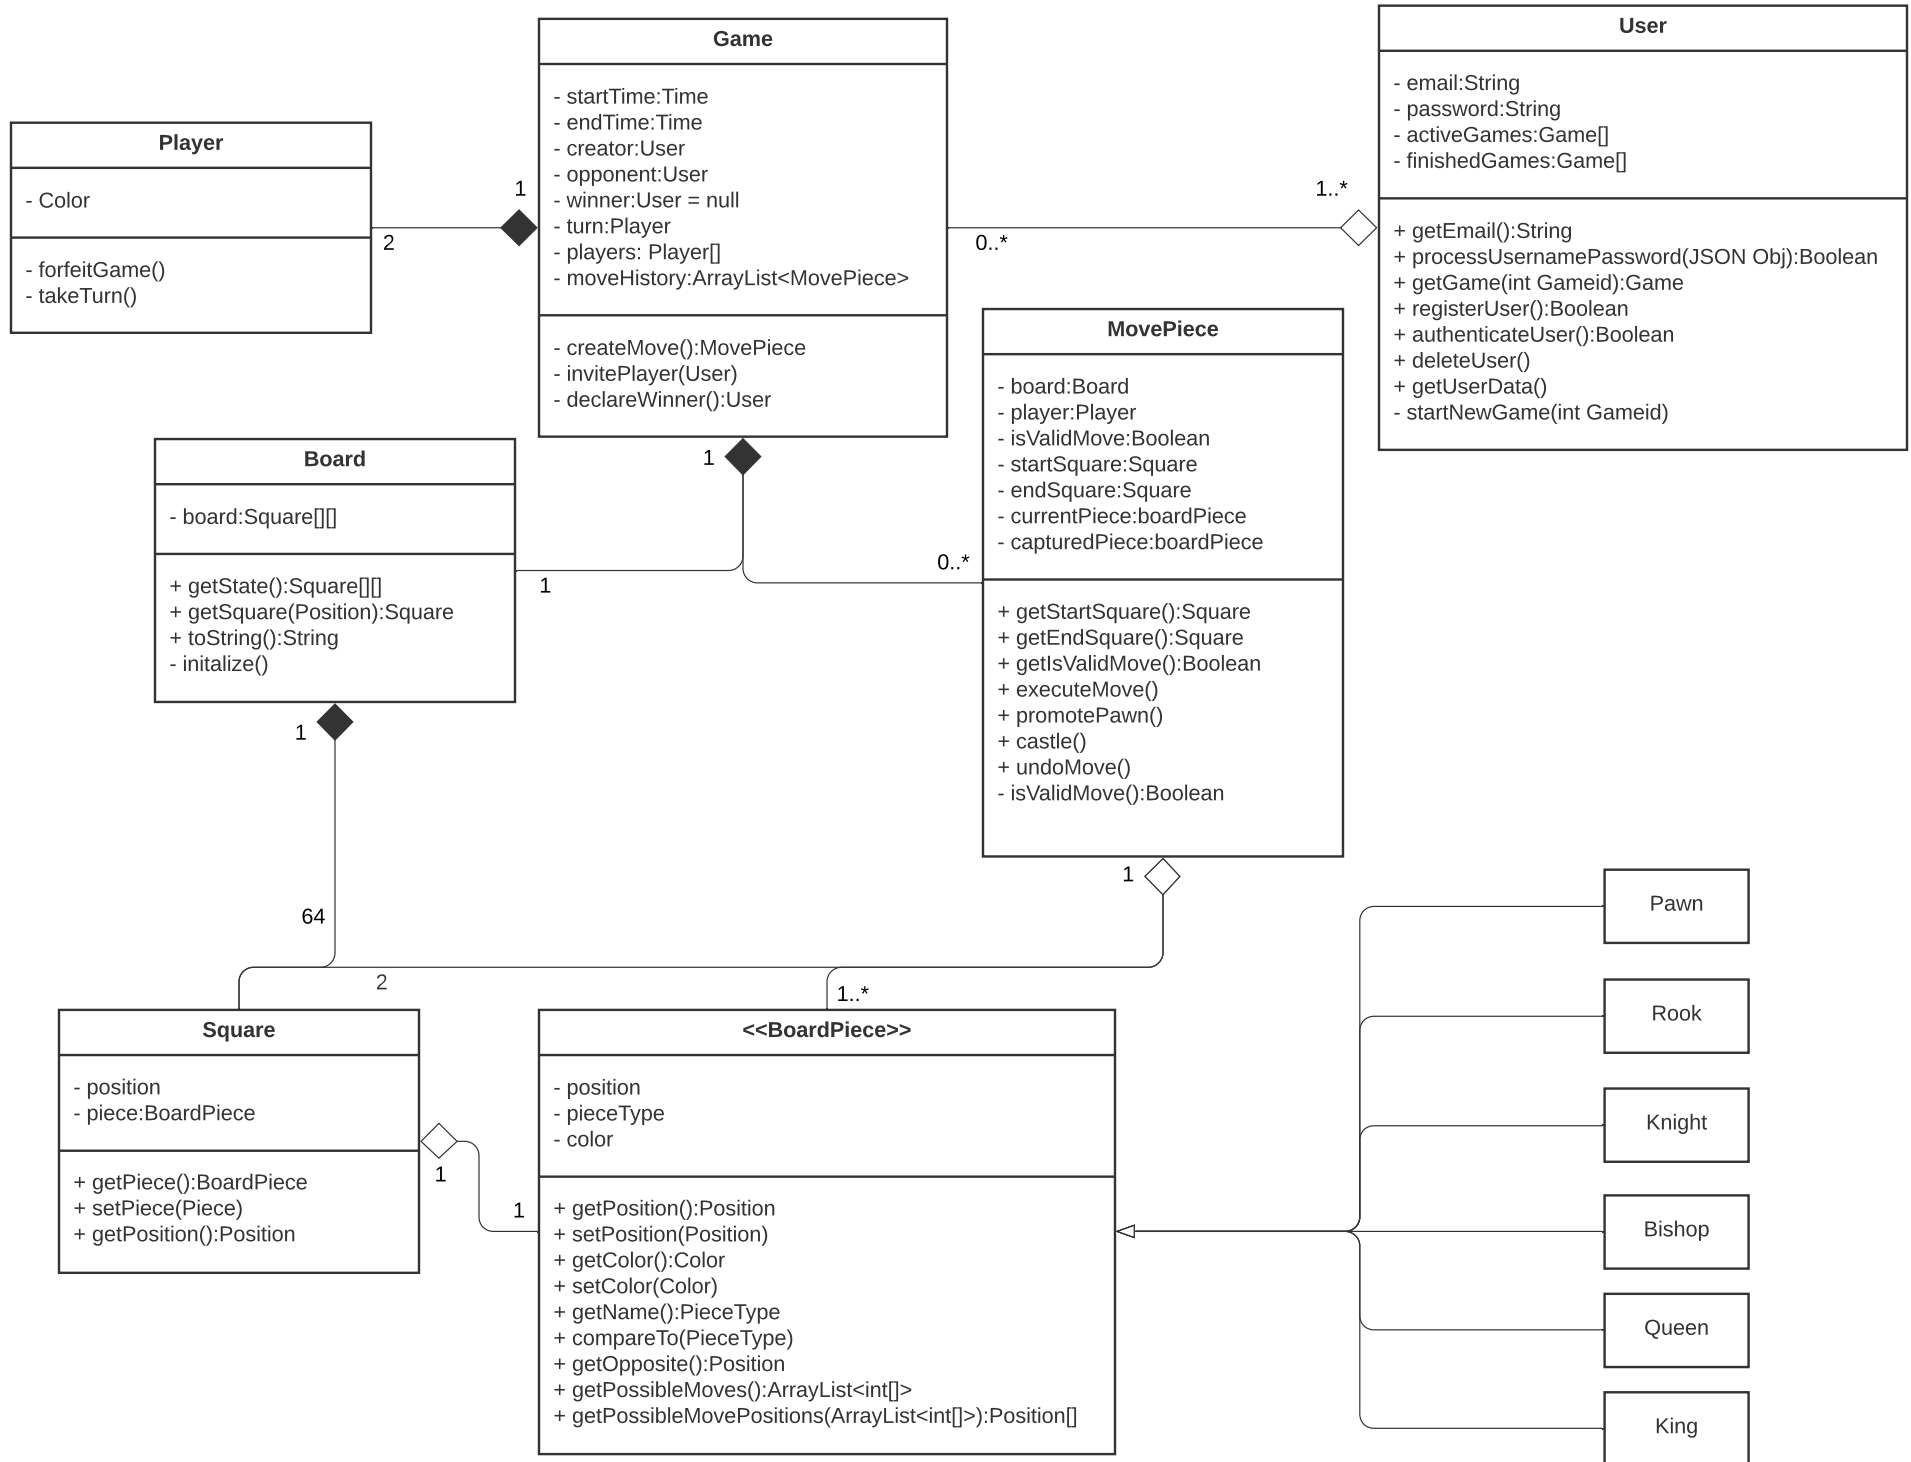 Game
- startTime:Time
- endTime:Time
- creator:User
- opponent:User
- winner:User = null
- turn:Player
- players: Player[]
- moveHistory:ArrayList<MovePiece>
- createMove():MovePiece
- invitePlayer(User)
- declareWinner():User
User
- email:String
- password:String
- activeGames:Game[]
- finishedGames:Game[]
+ getEmail():String
+ processUsernamePassword(JSON Obj):Boolean
+ getGame(int Gameid):Game
+ registerUser():Boolean
+ authenticateUser():Boolean
+ deleteUser()
+ getUserData()
- startNewGame(int Gameid)
Player
- Color
- forfeitGame()
- takeTurn()
1
2
1..*
0..*
MovePiece
- board:Board
- player:Player
- isValidMove:Boolean
- startSquare:Square
- endSquare:Square
- currentPiece:boardPiece
- capturedPiece:boardPiece
+ getStartSquare():Square
+ getEndSquare():Square
+ getIsValidMove():Boolean
+ executeMove()
+ promotePawn()
+ castle()
+ undoMove()
- isValidMove():Boolean
Board
- board:Square[][]
+ getState():Square[][]
+ getSquare(Position):Square
+ toString():String
- initalize()
1
1
0..*
1
64
1
2
1..*
Square
- position
- piece:BoardPiece
+ getPiece():BoardPiece
+ setPiece(Piece)
+ getPosition():Position
1
1
<<BoardPiece>>
- position
- pieceType
- color
+ getPosition():Position
+ setPosition(Position)
+ getColor():Color
+ setColor(Color)
+ getName():PieceType
+ compareTo(PieceType)
+ getOpposite():Position
+ getPossibleMoves():ArrayList<int[]>
+ getPossibleMovePositions(ArrayList<int[]>):Position[]
Pawn
Rook
Knight
Bishop
Queen
King